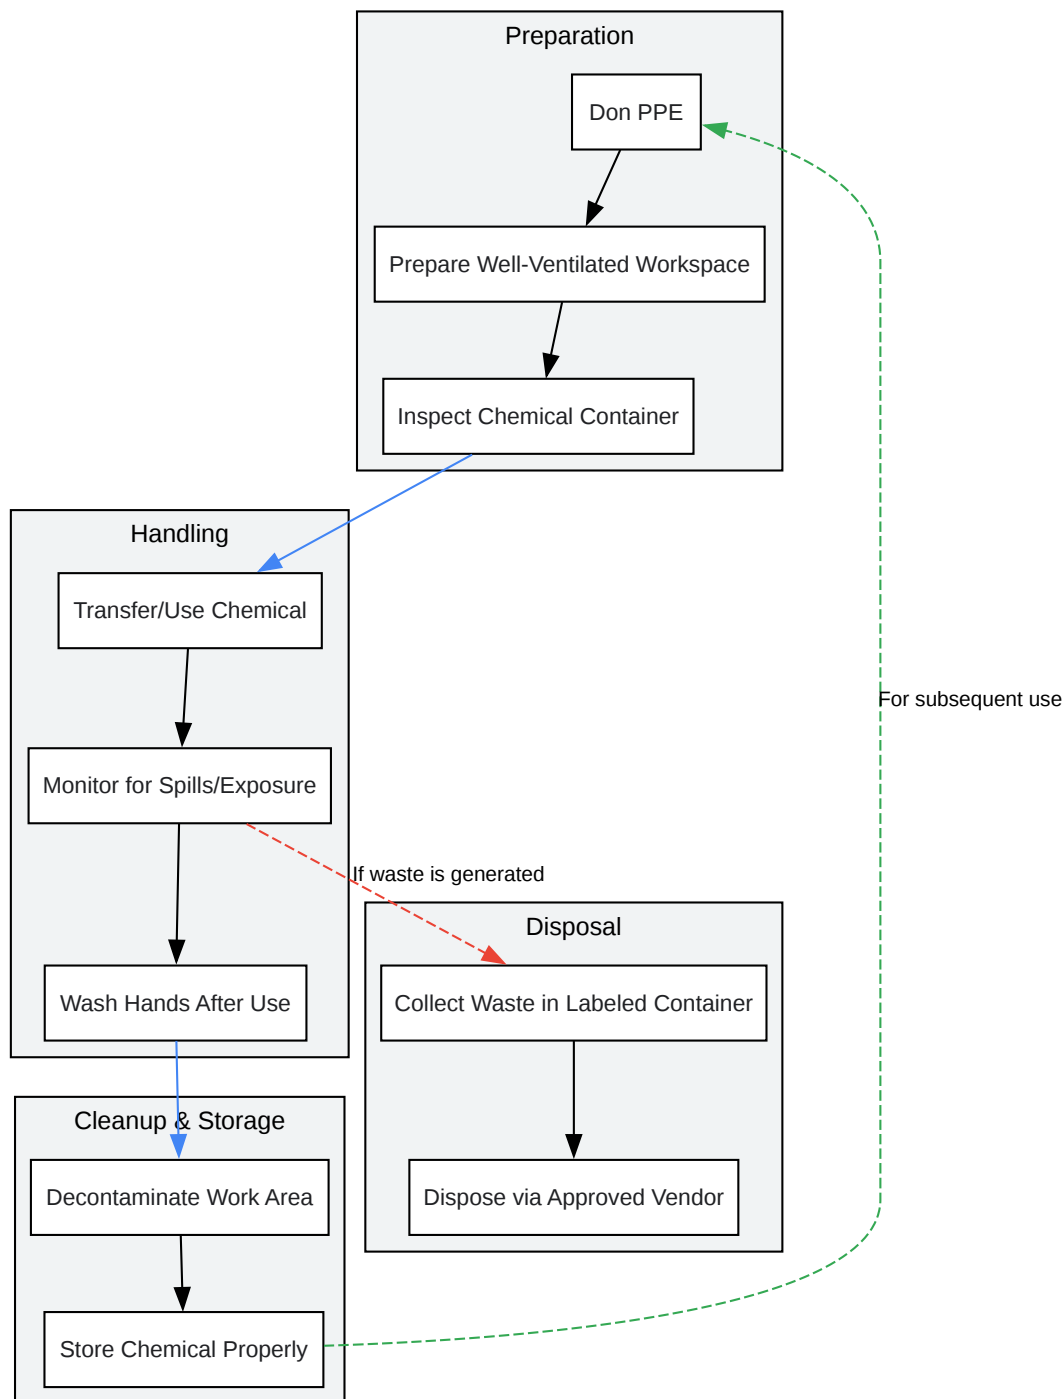 Preparation
Don PPE
Prepare Well-Ventilated Workspace
Inspect Chemical Container
Handling
Transfer/Use Chemical
For subsequent use
Monitor for Spills/Exposure
If waste is generated
Disposal
Wash Hands After Use
Collect Waste in Labeled Container
Cleanup & Storage
Decontaminate Work Area
Dispose via Approved Vendor
Store Chemical Properly